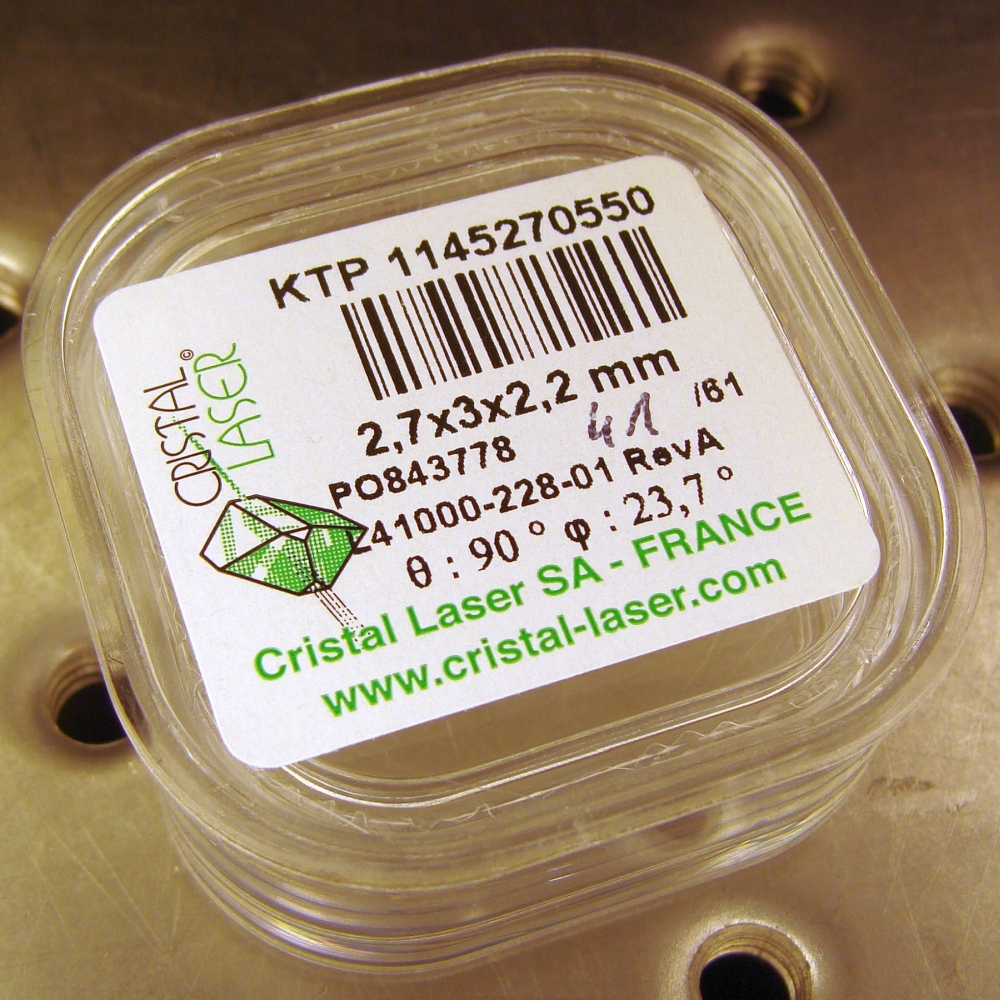 KTP 1145270550
CRISTAL©
LASER
2,7x3x2,2 mm
PO843778 41 /61
241000-228-01 RevA
θ : 90 ° φ : 23,7 °
Cristal Laser SA - FRANCE
www.cristal-laser.com